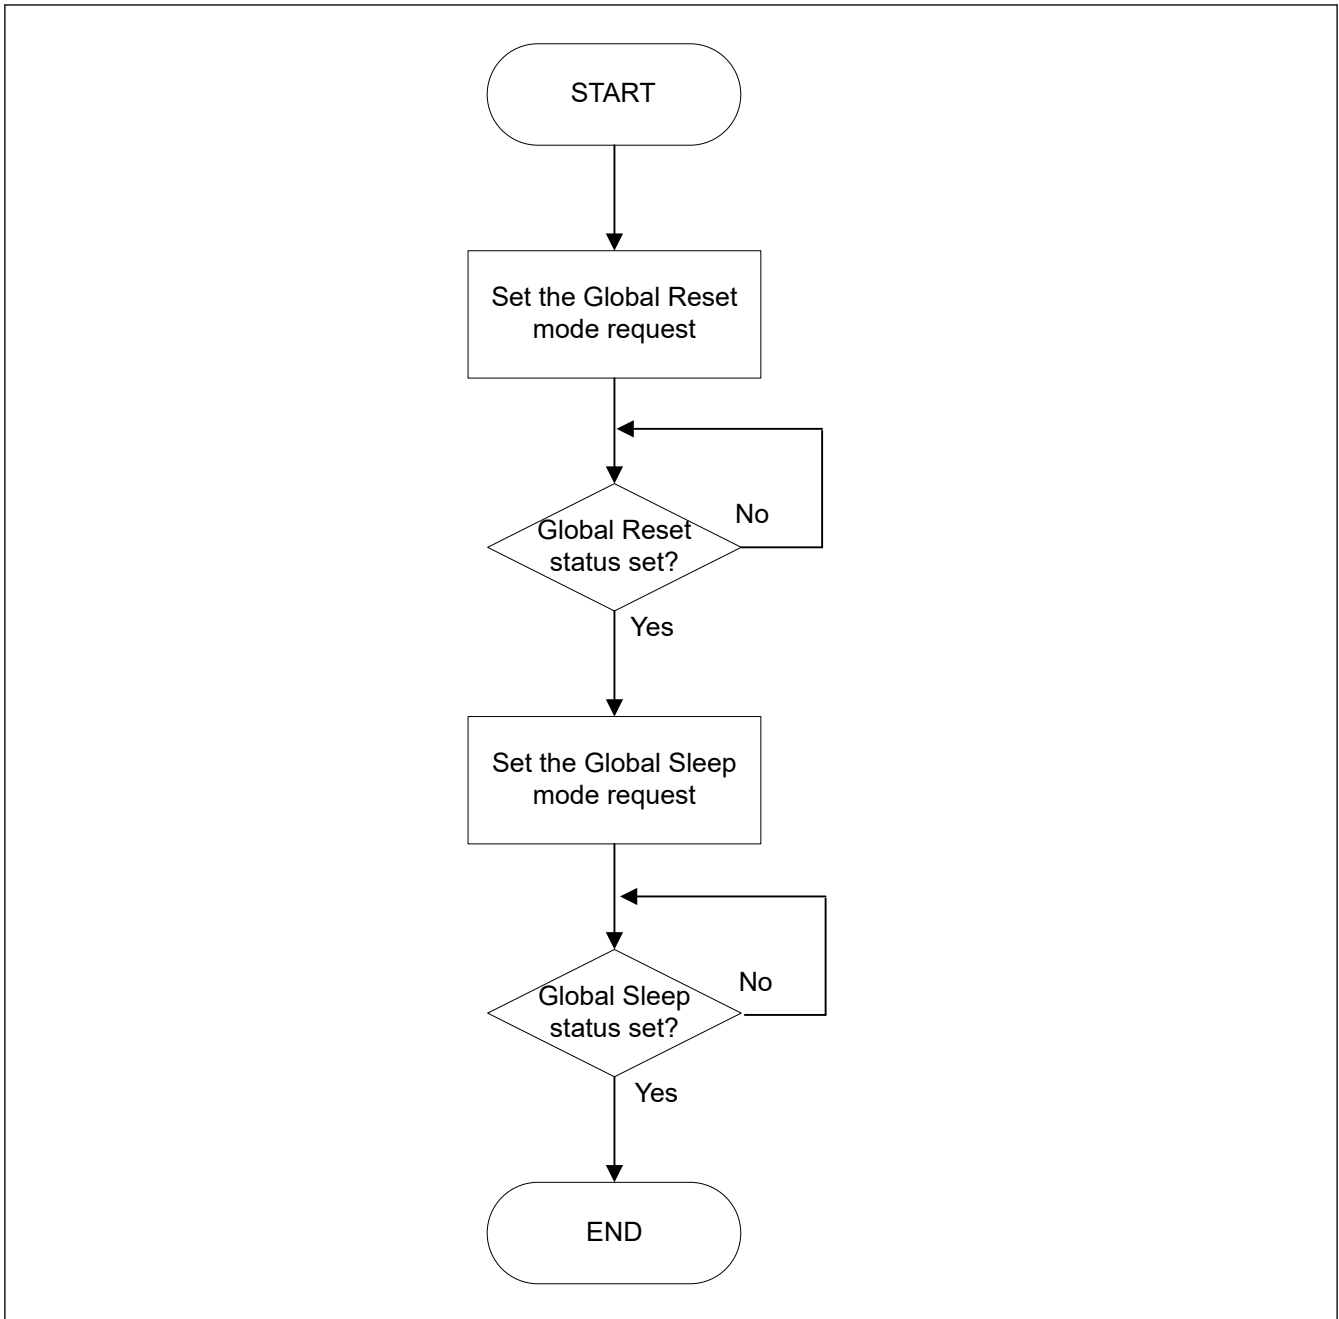 START
Set the Global Reset
mode request
No
Global Reset
status set?
Yes
Set the Global Sleep
mode request
No
Global Sleep
status set?
Yes
END